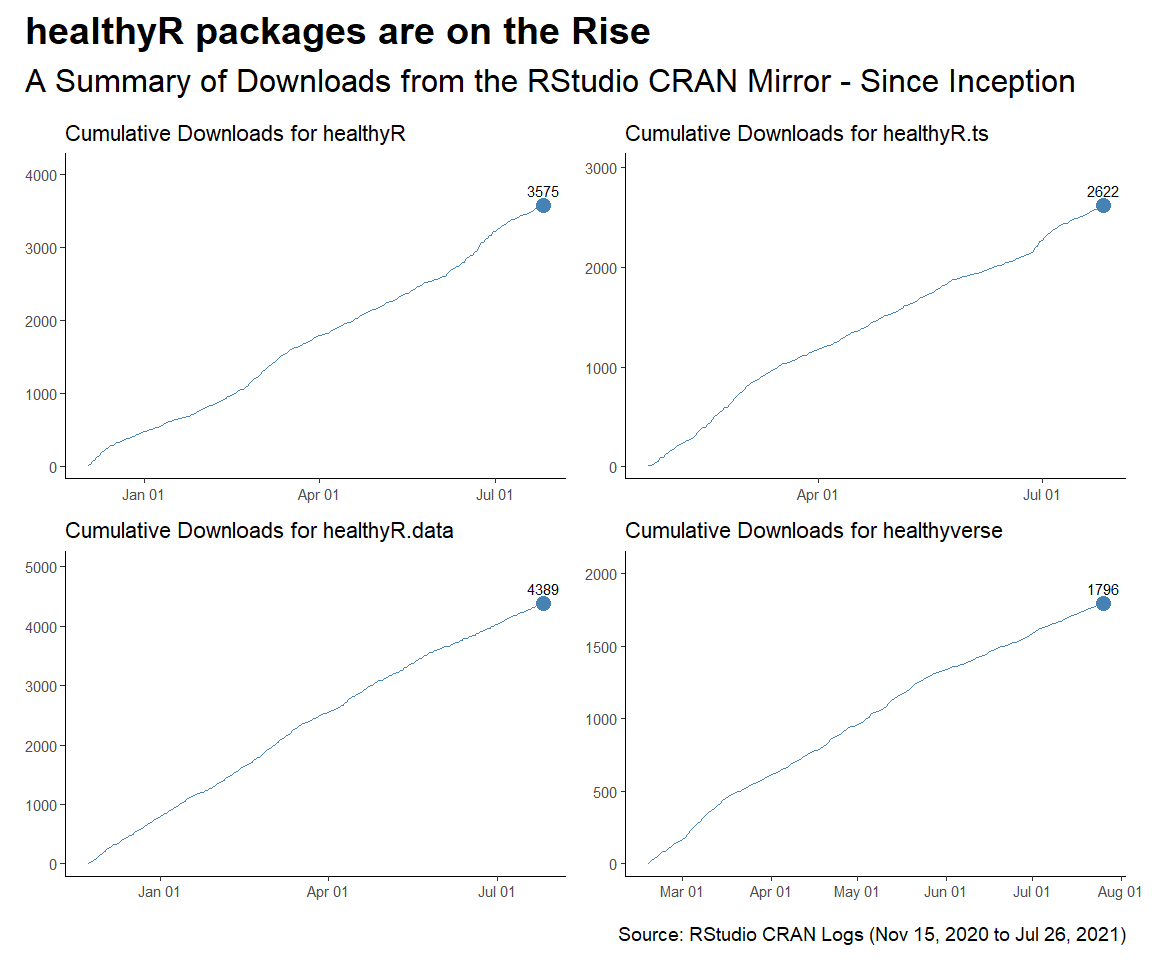 healthyR packages are on the Rise
A Summary of Downloads from the RStudio CRAN Mirror - Since Inception
Cumulative Downloads for healthyR
4000
3000
2000
1000
0
3575
Jan 01 Apr 01 Jul 01
Cumulative Downloads for healthyR.ts
3000
2000
1000
0
2622
Apr 01 Jul 01
Cumulative Downloads for healthyR.data
5000
4000
3000
2000
1000
0
4389
Jan 01 Apr 01 Jul 01
Cumulative Downloads for healthyverse
2000
1500
1000
500
0
1796
Mar 01 Apr 01 May 01 Jun 01 Jul 01 Aug 01
Source: RStudio CRAN Logs (Nov 15, 2020 to Jul 26, 2021)